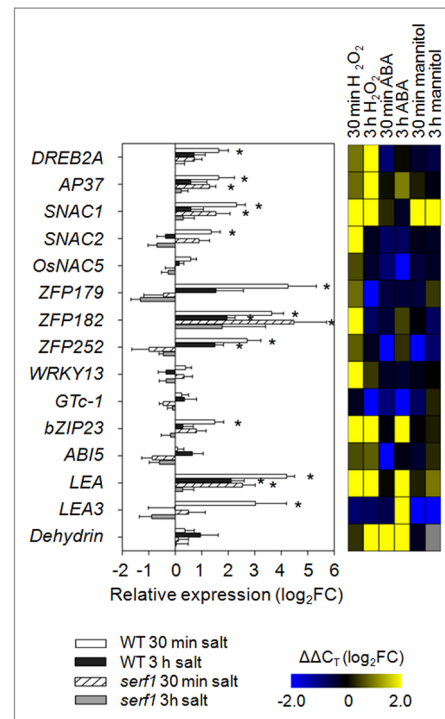 30 min H2O2
3 h H2O2
30 min ABA
3 h ABA
30 min mannitol
3 h mannitol
DREB2A
AP37
SNAC1
SNAC2
OsNAC5
ZFP179
ZFP182
ZFP252
WRKY13
GTc-1
bZIP23
ABI5
LEA
LEA3
Dehydrin
* * * * * * * * * * * * * * * *
-2 -1 0 1 2 3 4 5 6
Relative expression (log2FC)
WT 30 min salt
WT 3 h salt
serf1 30 min salt
serf1 3h salt
ΔΔCT (log2FC)
-2.0 2.0